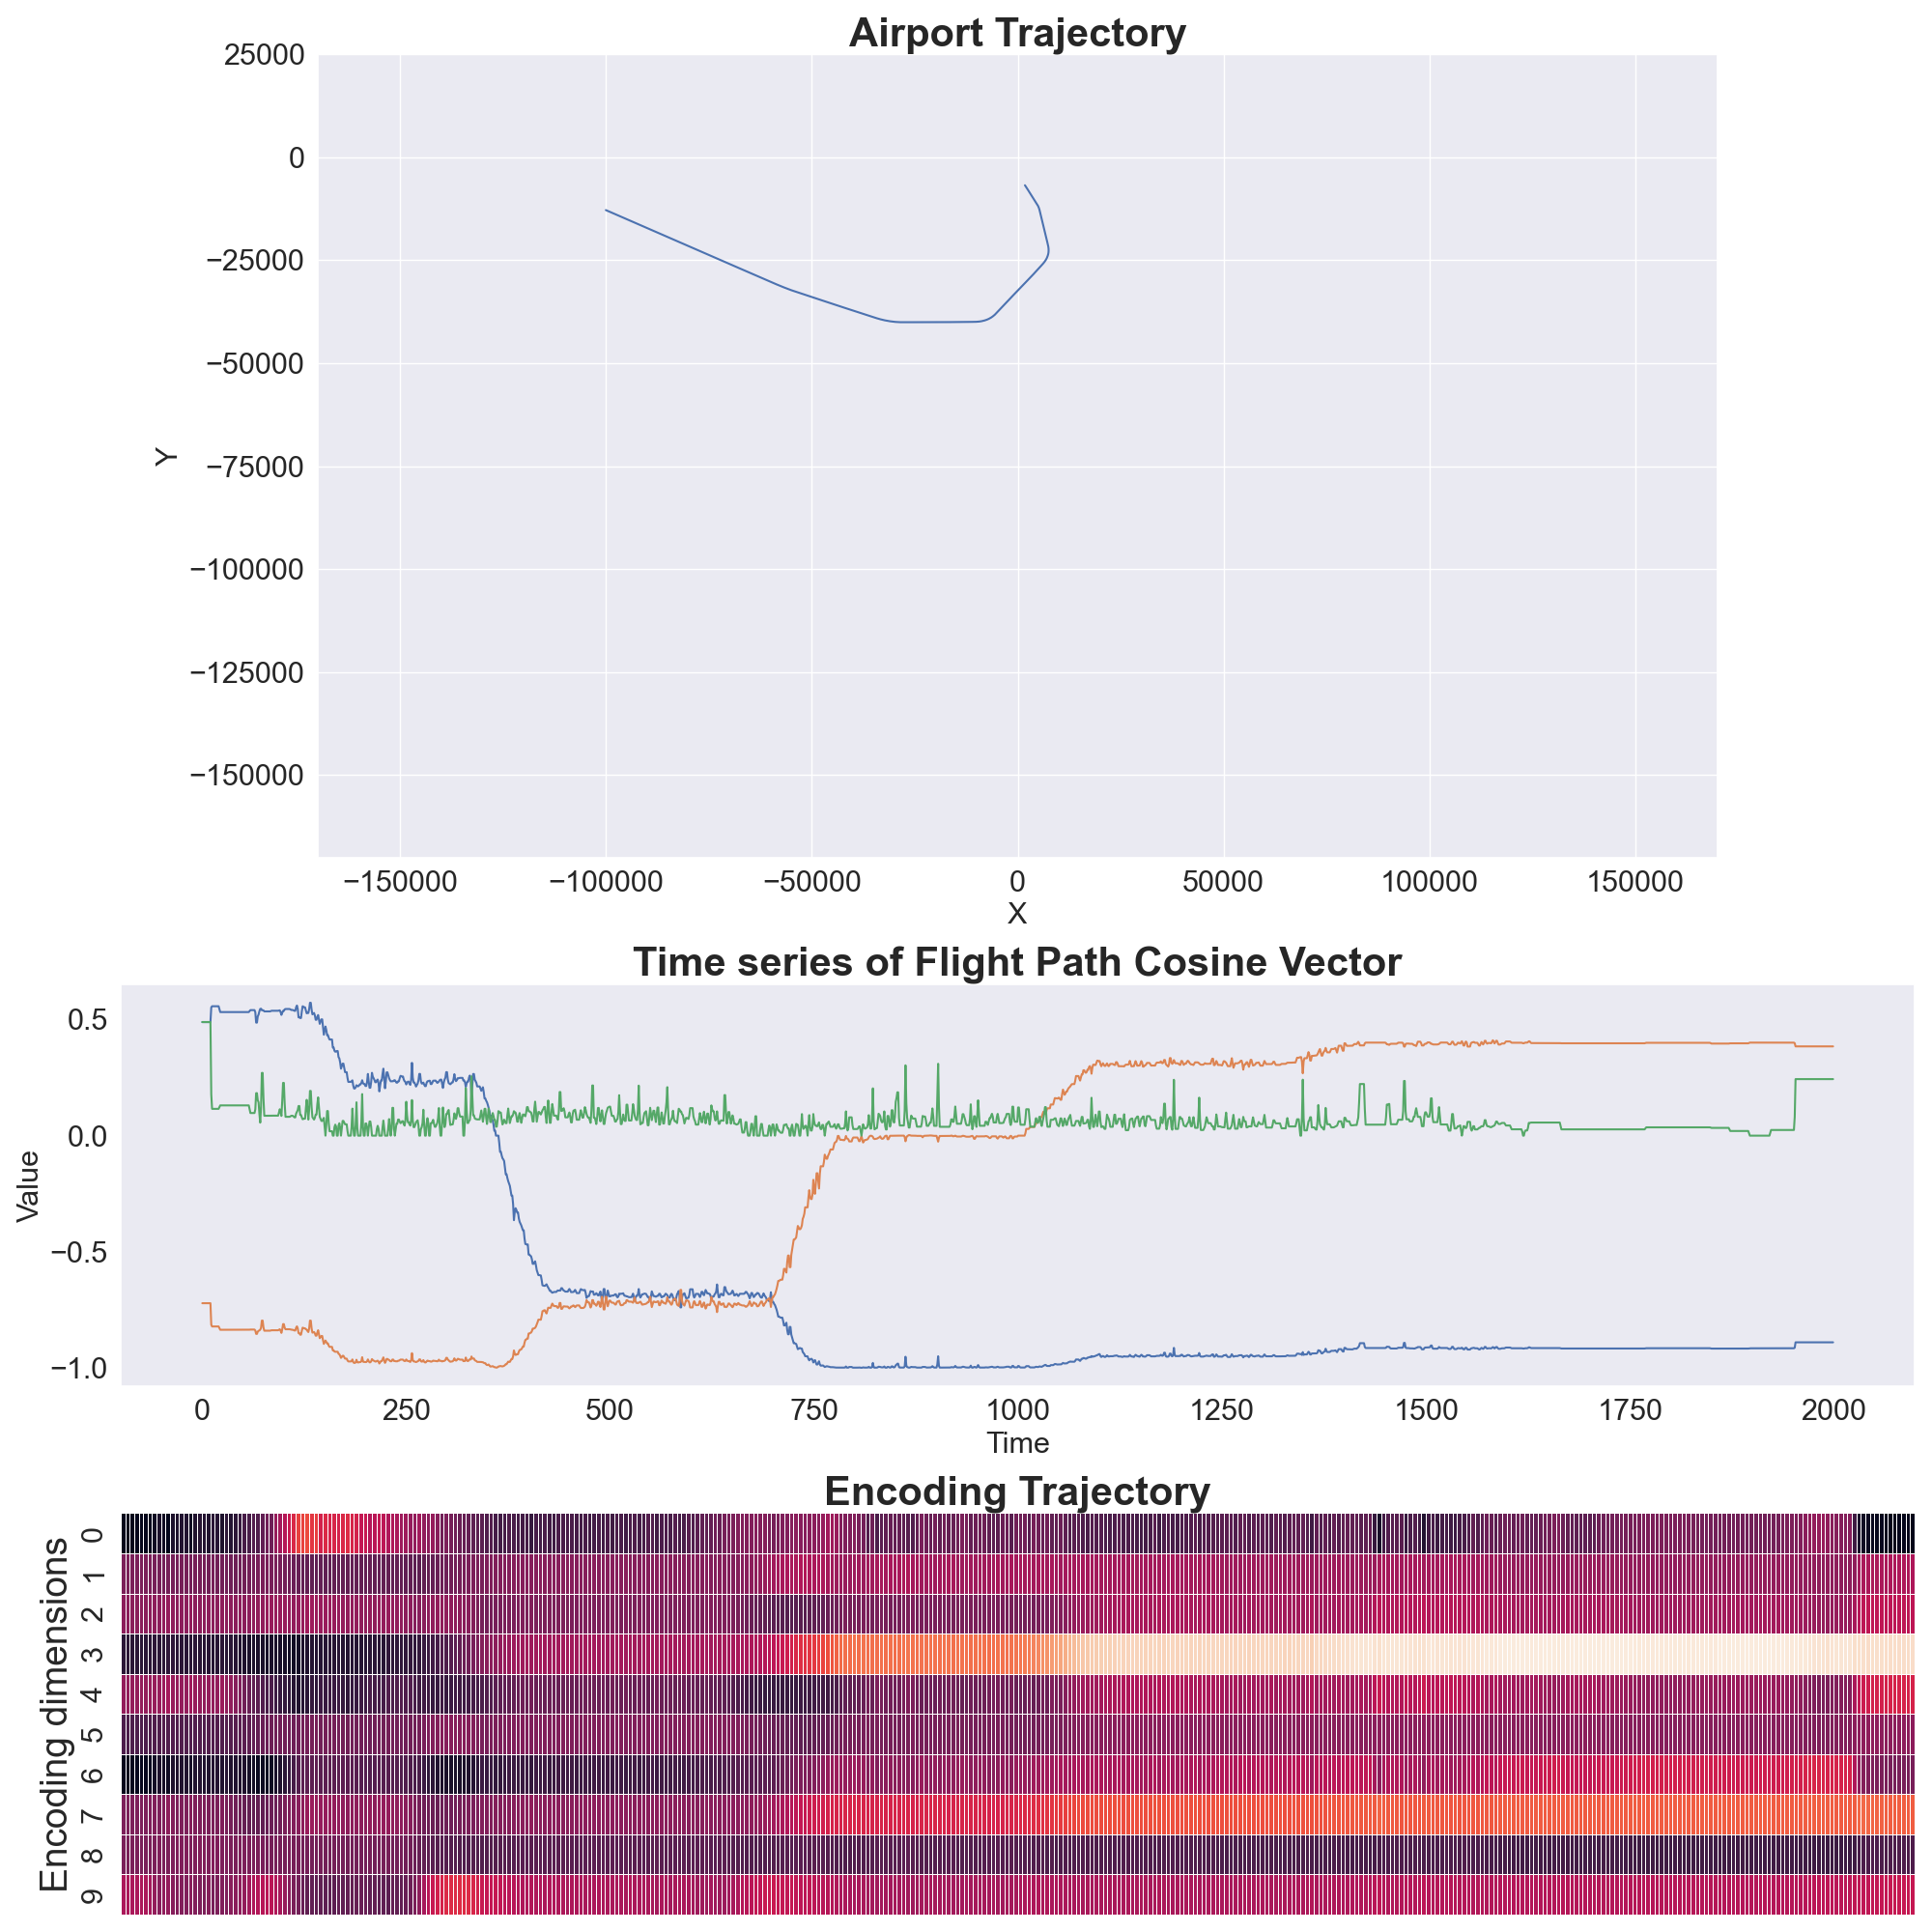 Airport Trajectory
25000
0
−25000
−50000
−75000
−100000
−125000
−150000
Y
−150000 −100000 −50000 0 50000 100000 150000
X
Time series of Flight Path Cosine Vector
0.5
0.0
−0.5
−1.0
Value
0 250 500 750 1000 1250 1500 1750 2000
Time
Encoding Trajectory
Encoding dimensions
0
1
2
3
4
5
6
7
8
9